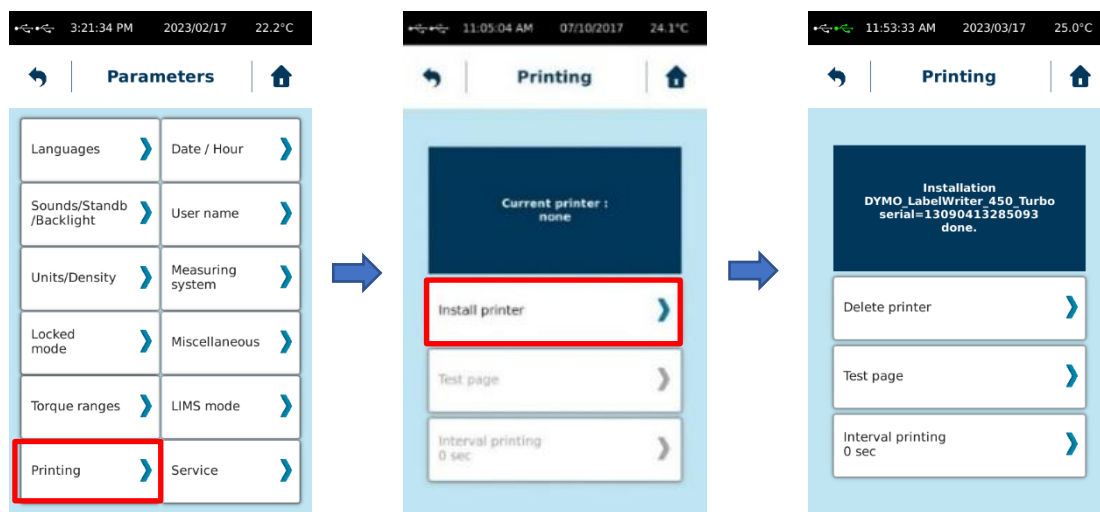 3:21:34 PM 2023/02/17 22.2°C
Parameters
Languages
Date / Hour
Sounds/Standb
/Backlight
User name
Units/Density
Measuring
system
Locked
mode
Miscellaneous
Torque ranges
LIMS mode
Printing
Service
11:05:04 AM 07/10/2017 24.1°C
Printing
Current printer :
none
Install printer
Test page
Interval printing
0 sec
11:53:33 AM 2023/03/17 25.0°C
Printing
Installation
DYMO_LabelWriter_450_Turbo
serial=13090413285093
done.
Delete printer
Test page
Interval printing
0 sec